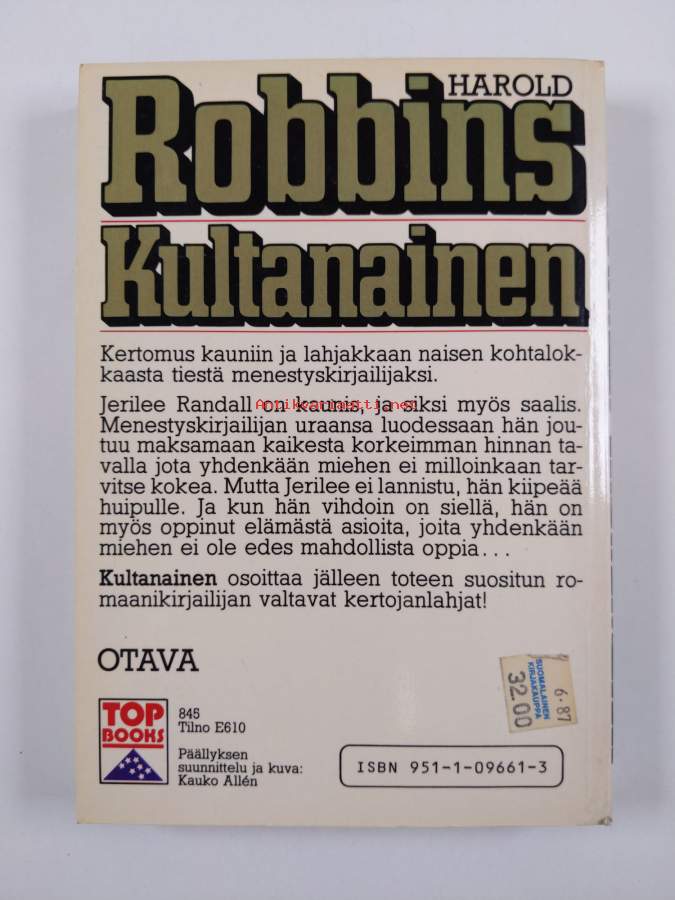 HAROLD
Robbins
Kultanainen
Kertomus kauniin ja lahjakkaan naisen kohtalok-
kaasta tiestä menestyskirjailijaksi.
Jerilee Randall on kaunis, ja siksi myös saalis.
Menestyskirjailijan uraansa luodessaan hän jou-
tuu maksamaan kaikesta korkeimman hinnan ta-
valla jota yhdenkään miehen ei milloinkaan tar-
vitse kokea. Mutta Jerilee ei lannistu, hän kiipeää
huipulle. Ja kun hän vihdoin on siellä, hän on
myös oppinut elämästä asioita, joita yhdenkään
miehen ei ole edes mahdollista oppia...
Kultanainen osoittaa jälleen toteen suositun ro-
maanikirjailijan valtavat kertojanlahjat!
Antikvariaatti.net
OTAVA
TOP
BOOKS
845
Tilno E610
Päällyksen
suunnittelu ja kuva:
Kauko Allén
6.87
SUOMALAINEN
KIRJAKAUPPA
32.00
ISBN 951-1-09661-3